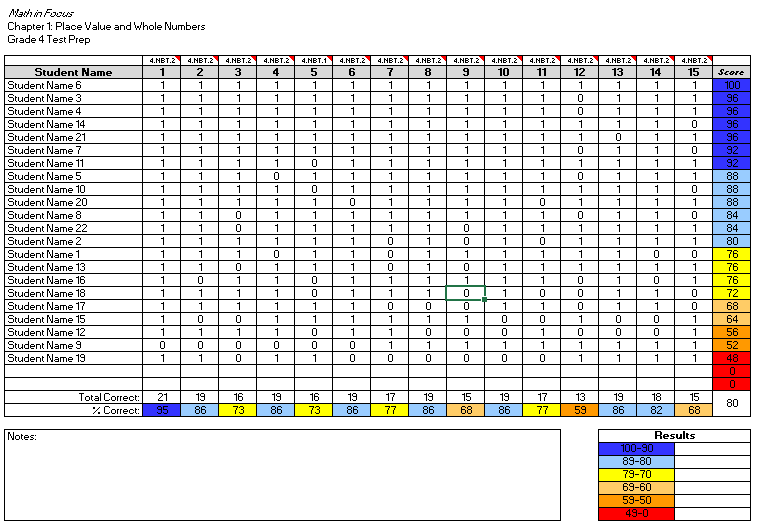 Math in Focus
Chapter 1: Place Value and Whole Numbers
Grade 4 Test Prep
4.NBT.2 4.NBT.2 4.NBT.2 4.NBT.2 4.NBT.1 4.NBT.2 4.NBT.2 4.NBT.2 4.NBT.2 4.NBT.2 4.NBT.2 4.NBT.2 4.NBT.2 4.NBT.2 4.NBT.2
Student Name 1 2 3 4 5 6 7 8 9 10 11 12 13 14 15 Score
Student Name 6 1 1 1 1 1 1 1 1 1 1 1 1 1 1 1 100
Student Name 3 1 1 1 1 1 1 1 1 1 1 1 0 1 1 1 96
Student Name 4 1 1 1 1 1 1 1 1 1 1 1 0 1 1 1 96
Student Name 14 1 1 1 1 1 1 1 1 1 1 1 1 1 1 0 96
Student Name 21 1 1 1 1 1 1 1 1 1 1 1 1 0 1 1 96
Student Name 7 1 1 1 1 1 1 1 1 1 1 1 0 1 1 0 92
Student Name 11 1 1 1 1 0 1 1 1 1 1 1 1 1 1 1 92
Student Name 5 1 1 1 0 1 1 1 1 1 1 1 0 1 1 1 88
Student Name 10 1 1 1 1 0 1 1 1 1 1 1 1 1 1 0 88
Student Name 20 1 1 1 1 1 0 1 1 1 1 0 1 1 1 1 88
Student Name 8 1 1 0 1 1 1 1 1 1 1 1 0 1 1 0 84
Student Name 22 1 1 0 1 1 1 1 1 0 1 1 1 1 1 1 84
Student Name 2 1 1 1 1 1 1 0 1 0 1 0 1 1 1 1 80
Student Name 1 1 1 1 0 1 1 0 1 1 1 1 1 1 0 0 76
Student Name 13 1 1 0 1 1 1 0 1 0 1 1 0 1 1 1 76
Student Name 16 1 0 1 1 0 1 1 1 1 1 1 0 1 1 0 76
Student Name 18 1 1 1 1 0 1 1 1 0 1 0 0 1 1 0 72
Student Name 17 1 1 1 1 1 1 0 0 0 1 1 0 1 1 0 68
Student Name 15 1 0 0 1 1 1 1 1 0 0 0 1 0 0 1 64
Student Name 12 1 1 1 1 0 1 1 0 0 0 1 0 0 0 1 56
Student Name 9 0 0 0 0 0 0 1 1 1 1 1 1 1 1 1 52
Student Name 19 1 1 0 1 1 0 0 0 0 0 0 1 1 1 1 48
0
0
Total Correct: 21 19 16 19 16 19 17 19 15 19 17 13 19 18 15 80
% Correct: 95 86 73 86 73 86 77 86 68 86 77 59 86 82 68
Notes:
Results
100-90
89-80
79-70
69-60
59-50
49-0